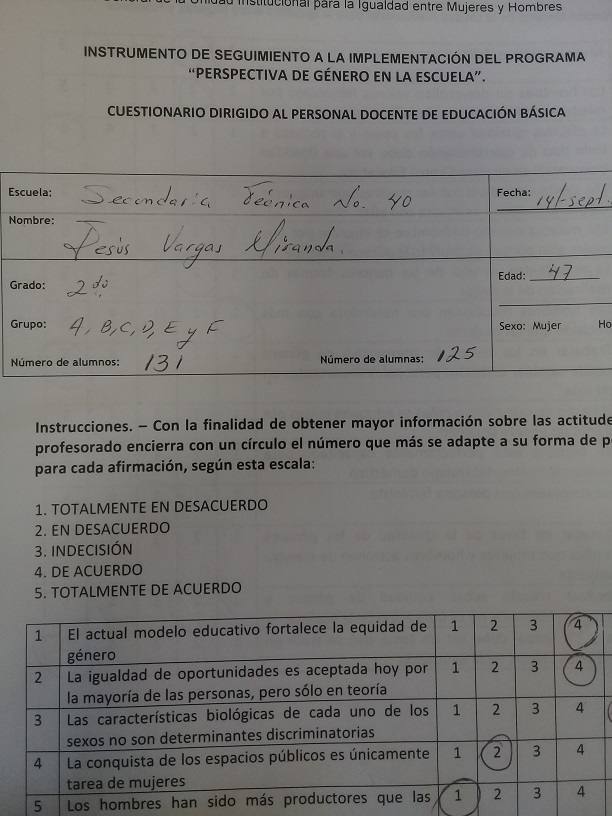 General de la Unidad Institucional para la Igualdad entre Mujeres y Hombres
INSTRUMENTO DE SEGUIMIENTO A LA IMPLEMENTACIÓN DEL PROGRAMA
“PERSPECTIVA DE GÉNERO EN LA ESCUELA”.
CUESTIONARIO DIRIGIDO AL PERSONAL DOCENTE DE EDUCACIÓN BÁSICA
Escuela: Secundaria Técnica No. 40 Fecha: 14/sept.
Nombre: Jesús Vargas Miranda.
Grado: 2do Edad: 47
Grupo: A, B, C, D, E y F Sexo: Mujer Ho
Número de alumnos: 131 Número de alumnas: 125
Instrucciones. – Con la finalidad de obtener mayor información sobre las actitude
profesorado encierra con un círculo el número que más se adapte a su forma de p
para cada afirmación, según esta escala:
1. TOTALMENTE EN DESACUERDO
2. EN DESACUERDO
3. INDECISIÓN
4. DE ACUERDO
5. TOTALMENTE DE ACUERDO
1 El actual modelo educativo fortalece la equidad de 1 2 3 4
género
2 La igualdad de oportunidades es aceptada hoy por 1 2 3 4
la mayoría de las personas, pero sólo en teoría
3 Las características biológicas de cada uno de los 1 2 3 4
sexos no son determinantes discriminatorias
4 La conquista de los espacios públicos es únicamente 1 2 3 4
tarea de mujeres
5 Los hombres han sido más productores que las 1 2 3 4